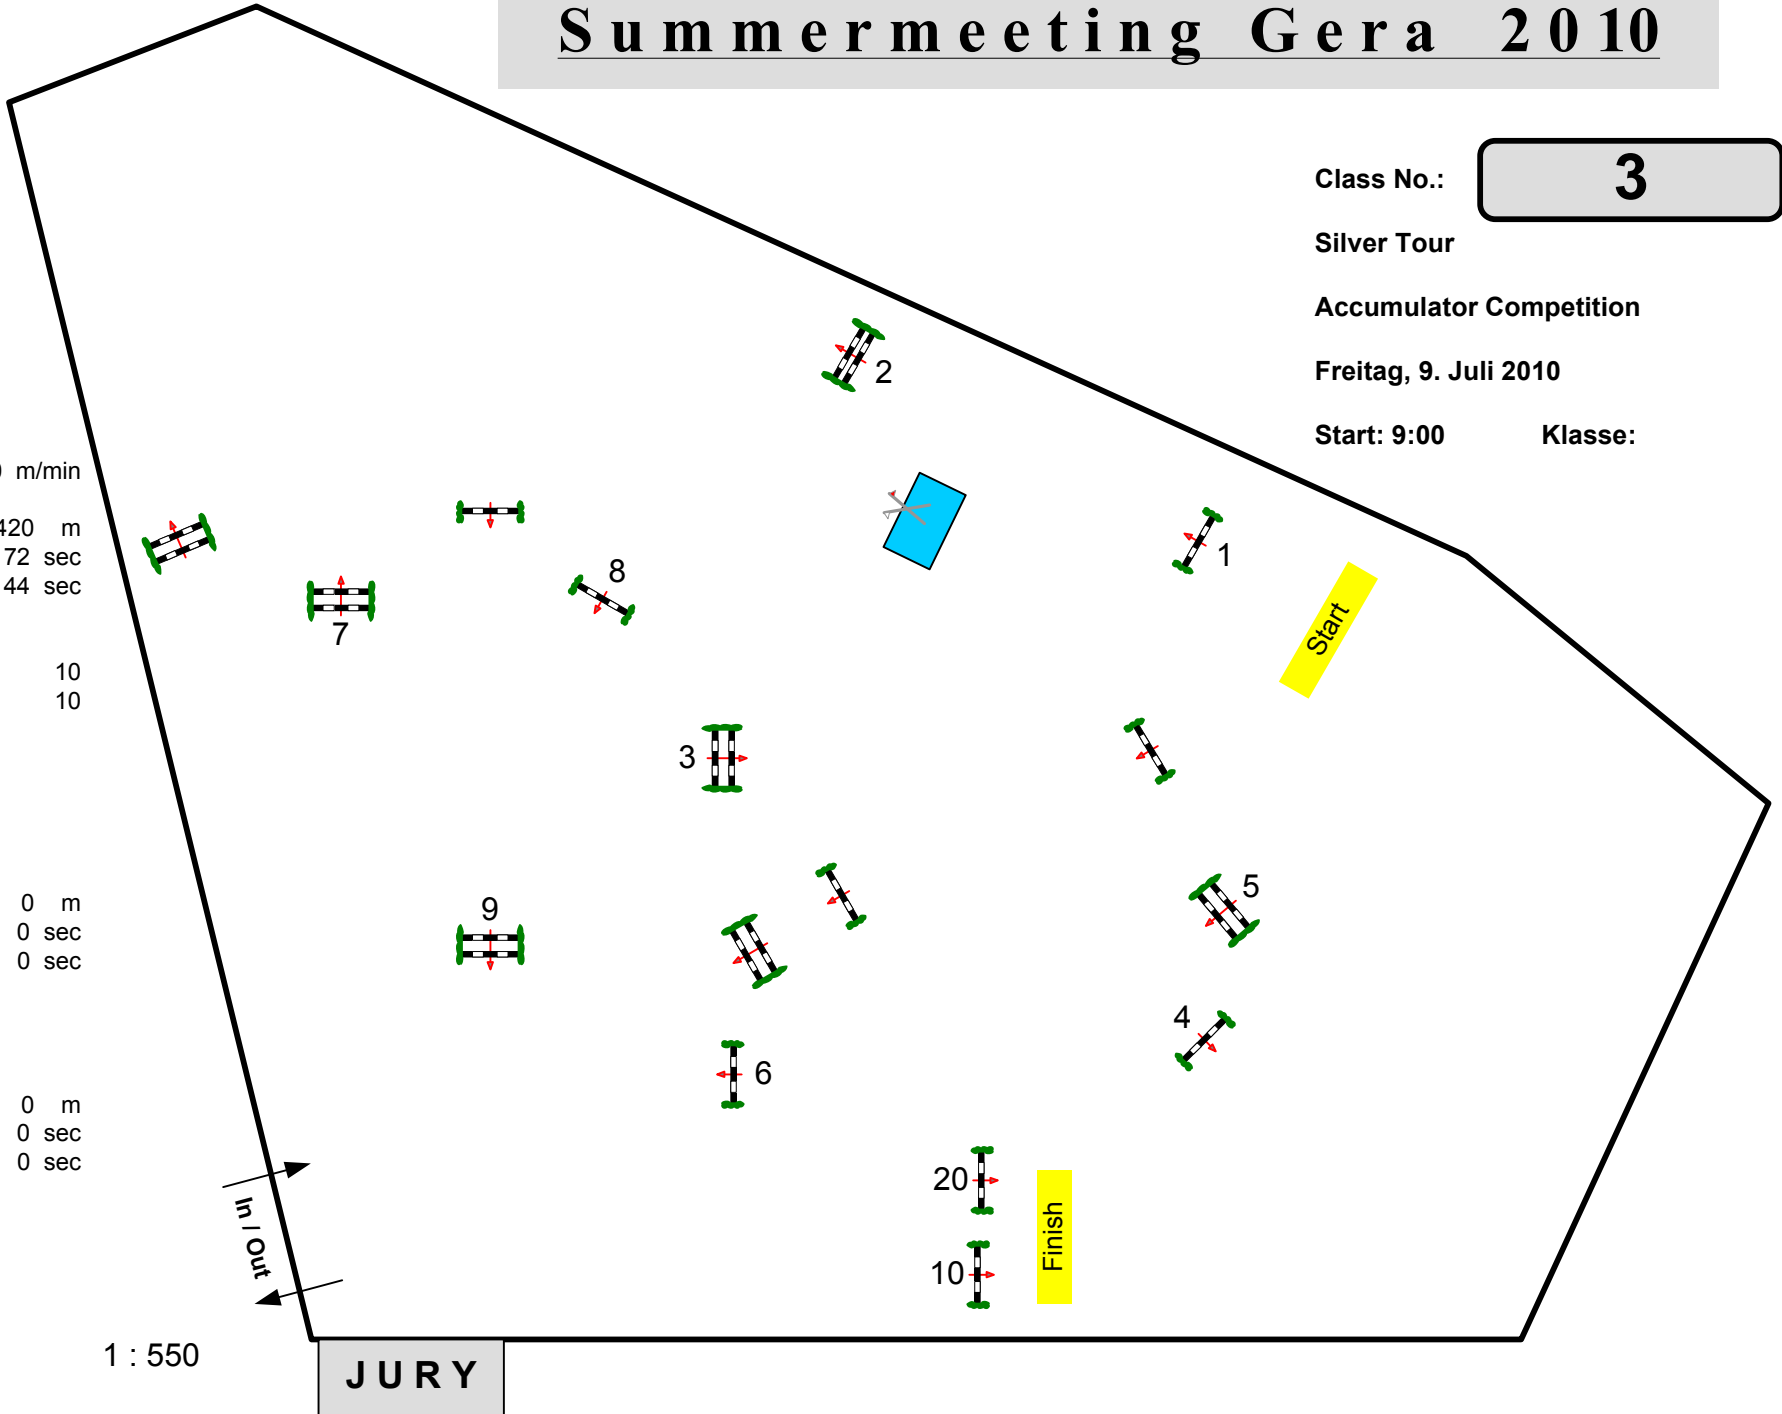 Summermeeting Gera 2010
Class No.: 3
Silver Tour
Accumulator Competition
Freitag, 9. Juli 2010
Start: 9:00 Klasse:
2
m/min
420 m
72 sec
44 sec
1
8
Start
7
10
10
3
5
9
0 m
0 sec
0 sec
4
6
0 m
0 sec
0 sec
20
In / Out
Finish
10
1 : 550
JURY